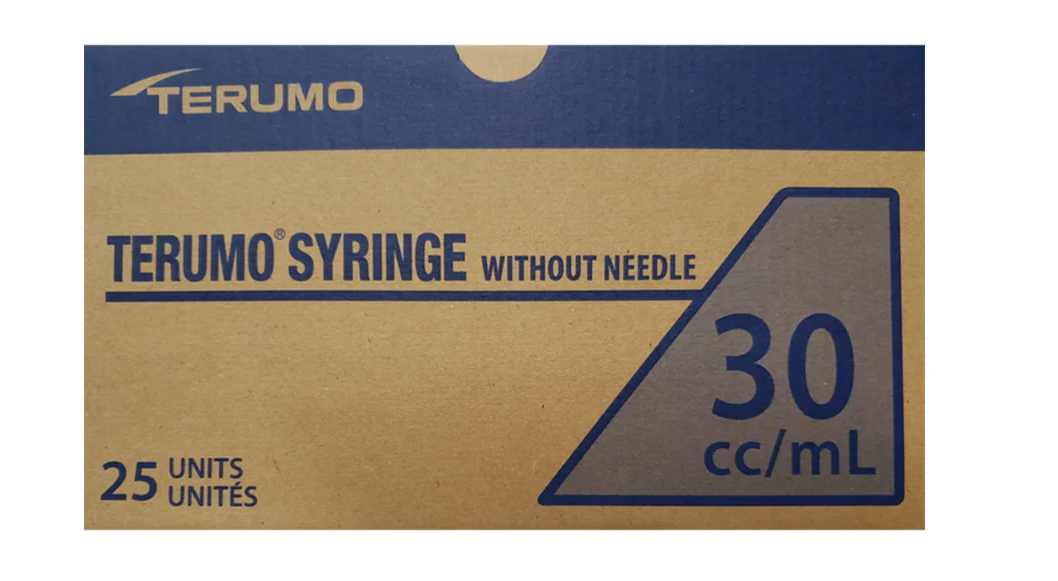 TERUMO
TERUMO® SYRINGE WITHOUT NEEDLE
30
cc/mL
25 UNITS
UNITÉS